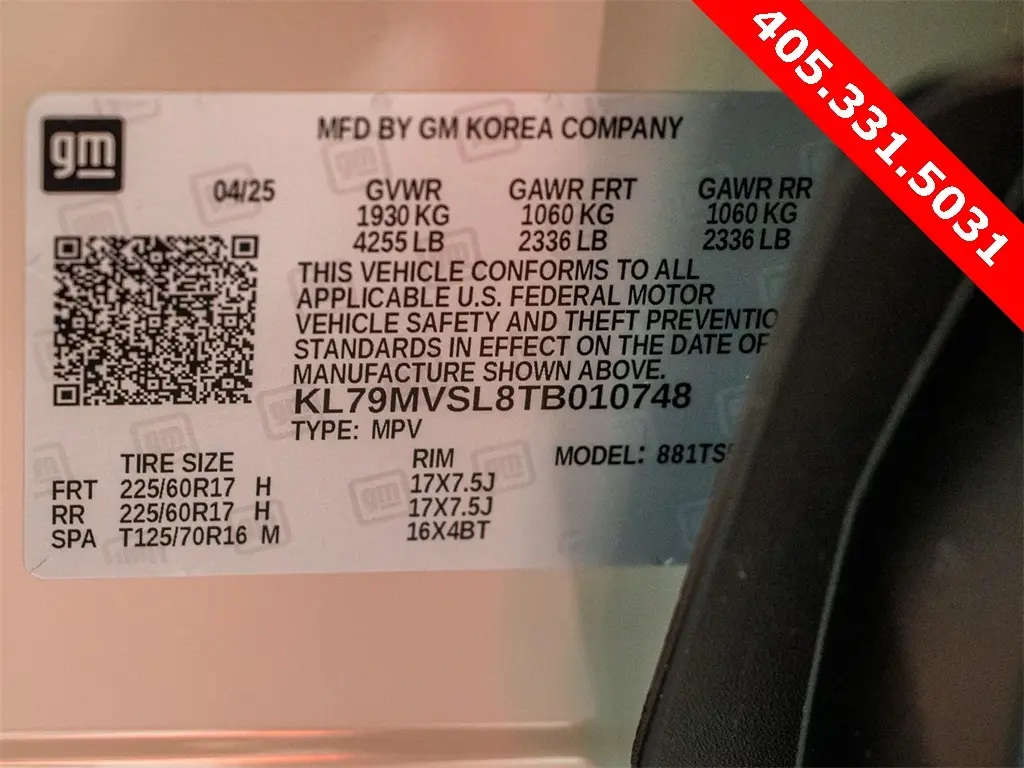 405.331.5031
gm
MFD BY GM KOREA COMPANY
04/25 GVWR GAWR FRT GAWR RR
1930 KG 1060 KG 1060 KG
4255 LB 2336 LB 2336 LB
THIS VEHICLE CONFORMS TO ALL
APPLICABLE U.S. FEDERAL MOTOR
VEHICLE SAFETY AND THEFT PREVENTIO
STANDARDS IN EFFECT ON THE DATE OF
MANUFACTURE SHOWN ABOVE.
KL79MVSL8TB010748
TYPE: MPV
TIRE SIZE RIM MODEL: 881TS
FRT 225/60R17 H 17X7.5J
RR 225/60R17 H 17X7.5J
SPA T125/70R16 M 16X4BT